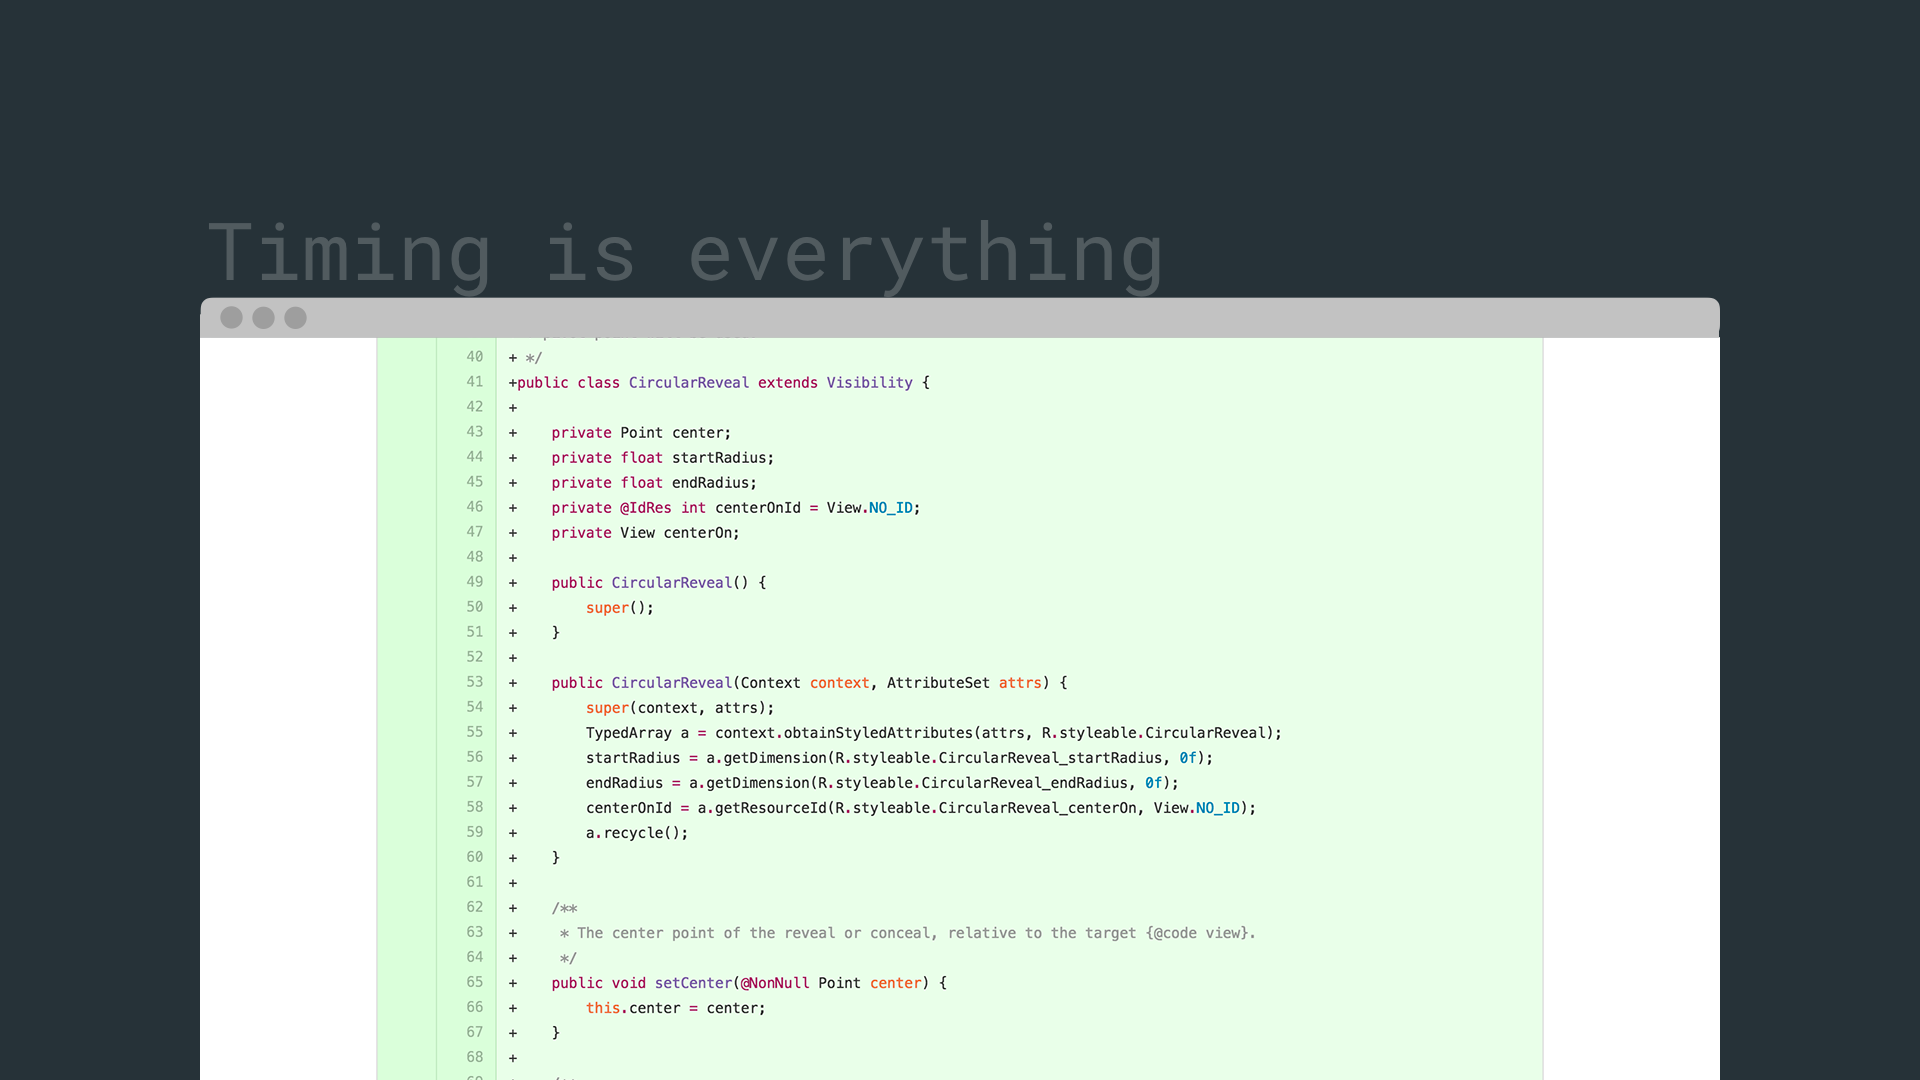 Timing is everything
40 + */
41 +public class CircularReveal extends Visibility {
42 +
43 +    private Point center;
44 +    private float startRadius;
45 +    private float endRadius;
46 +    private @IdRes int centerOnId = View.NO_ID;
47 +    private View centerOn;
48 +
49 +    public CircularReveal() {
50 +        super();
51 +    }
52 +
53 +    public CircularReveal(Context context, AttributeSet attrs) {
54 +        super(context, attrs);
55 +        TypedArray a = context.obtainStyledAttributes(attrs, R.styleable.CircularReveal);
56 +        startRadius = a.getDimension(R.styleable.CircularReveal_startRadius, 0f);
57 +        endRadius = a.getDimension(R.styleable.CircularReveal_endRadius, 0f);
58 +        centerOnId = a.getResourceId(R.styleable.CircularReveal_centerOn, View.NO_ID);
59 +        a.recycle();
60 +    }
61 +
62 +    /**
63 +     * The center point of the reveal or conceal, relative to the target {@code view}.
64 +     */
65 +    public void setCenter(@NonNull Point center) {
66 +        this.center = center;
67 +    }
68 +